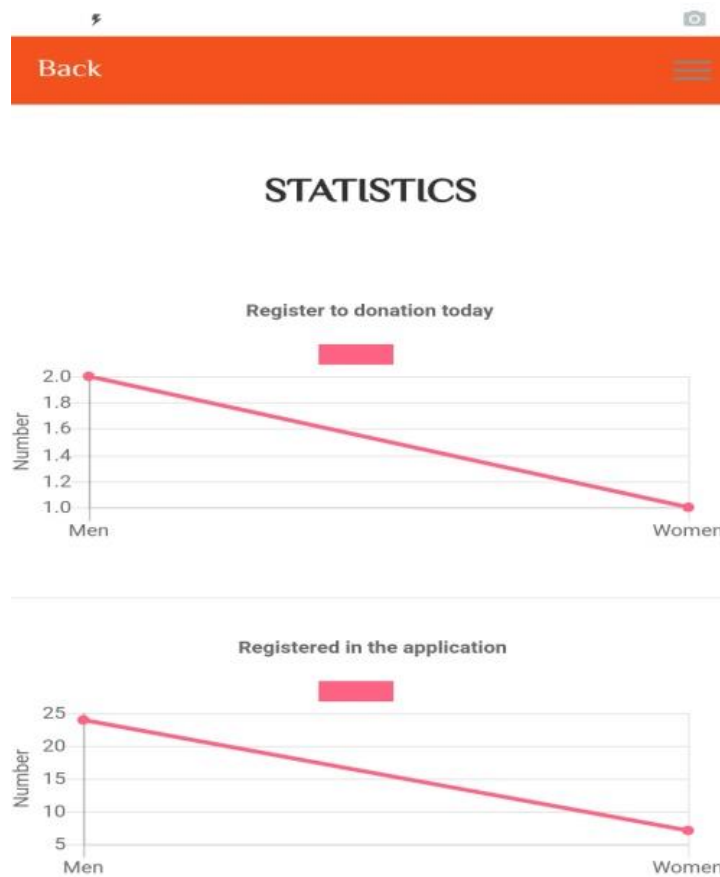 Back
STATISTICS
Register to donation today
2.0
1.8
1.6
1.4
1.2
1.0
Number
Men Women
Registered in the application
25
20
15
10
5
Number
Men Women